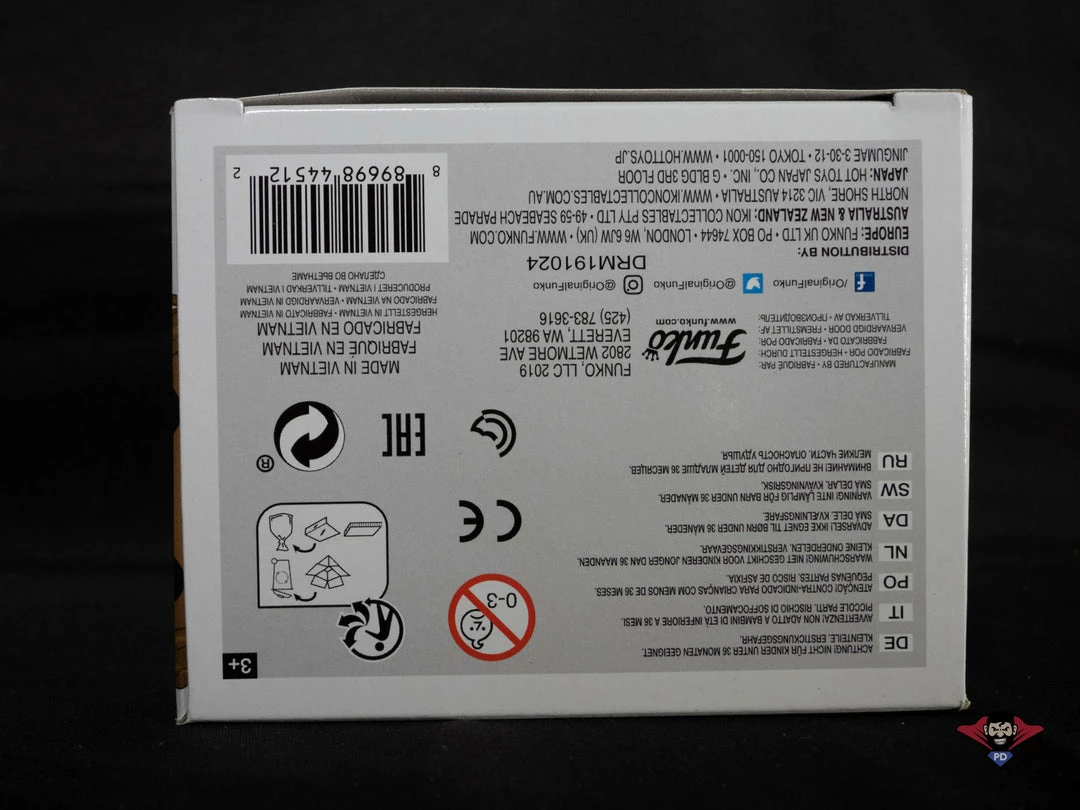 DE
ACHTUNG! NICHT FÜR KINDER UNTER 36 MONATEN GEEIGNET.
KLEINTEILE. ERSTICKUNGSGEFAHR.
IT
AVVERTENZA! NON ADATTO A BAMBINI DI ETÀ INFERIORE A 36 MESI.
PICCOLE PARTI. RISCHIO DI SOFFOCAMENTO.
PO
ATENÇÃO! CONTRA-INDICADO PARA CRIANÇAS COM MENOS DE 36 MESES.
PEQUENAS PARTES. RISCO DE ASFIXIA.
NL
WAARSCHUWING! NIET GESCHIKT VOOR KINDEREN JONGER DAN 36 MAANDEN.
KLEINE ONDERDELEN. VERSTIKKINGSGEVAAR.
DA
ADVARSEL! IKKE EGNET TIL BØRN UNDER 36 MÅNEDER.
SMÅ DELE. KVÆLNINGSFARE.
SW
VARNING! INTE LÄMPLIG FÖR BARN UNDER 36 MÅNADER.
SMÅ DELAR. KVÄVNINGSRISK.
RU
ВНИМАНИЕ! НЕ ПРИГОДНО ДЛЯ ДЕТЕЙ МЛАДШЕ 36 МЕСЯЦЕВ.
МЕЛКИЕ ЧАСТИ. ОПАСНОСТЬ УДУШЬЯ.
0-3
3+
CE
EAC
®
MANUFACTURED BY • FABRIQUÉ PAR:
FABRICADO POR • HERGESTELLT DURCH:
FABBRICATO DA • FABRICADO POR:
VERVAARDIGD DOOR • FREMSTILLET AF:
TILLVERKAD AV • ПРОИЗВОДИТЕЛЬ:
Funko
www.funko.com
FUNKO, LLC 2019
2802 WETMORE AVE
EVERETT, WA 98201
(425) 783-3616
MADE IN VIETNAM
FABRIQUÉ EN VIETNAM
FABRICADO EN VIETNAM
HERGESTELLT IN VIETNAM • FABBRICATO IN VIETNAM
FABRICADO NA VIETNAM • VERVAARDIGD IN VIETNAM
PRODUCERET I VIETNAM • TILLVERKAD I VIETNAM
СДЕЛАНО ВО ВЬЕТНАМЕ
/OriginalFunko
@OriginalFunko
@OriginalFunko
DRM191024
DISTRIBUTION BY:
EUROPE: FUNKO UK LTD • PO BOX 74644 • LONDON, W6 6JW (UK) • WWW.FUNKO.COM
AUSTRALIA & NEW ZEALAND: IKON COLLECTABLES PTY LTD • 49-59 SEABEACH PARADE
NORTH SHORE, VIC 3214 AUSTRALIA • WWW.IKONCOLLECTABLES.COM.AU
JAPAN: HOT TOYS JAPAN CO., INC. • G BLDG 3RD FLOOR
JINGUMAE 3-30-12 • TOKYO 150-0001 • WWW.HOTTOYS.JP
8 89698 44512 2
PD